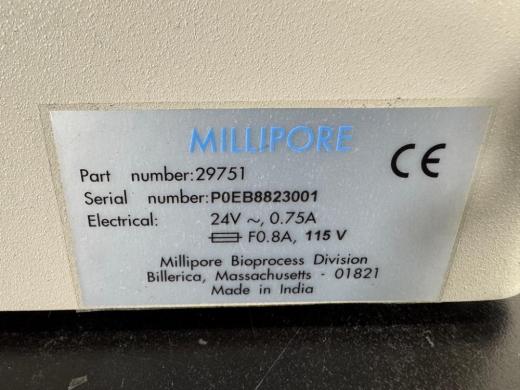 MILLIPORE
CE
Part number:29751
Serial number:P0EB8823001
Electrical: 24V ~, 0.75A
F0.8A, 115 V
Millipore Bioprocess Division
Billerica, Massachusetts - 01821
Made in India